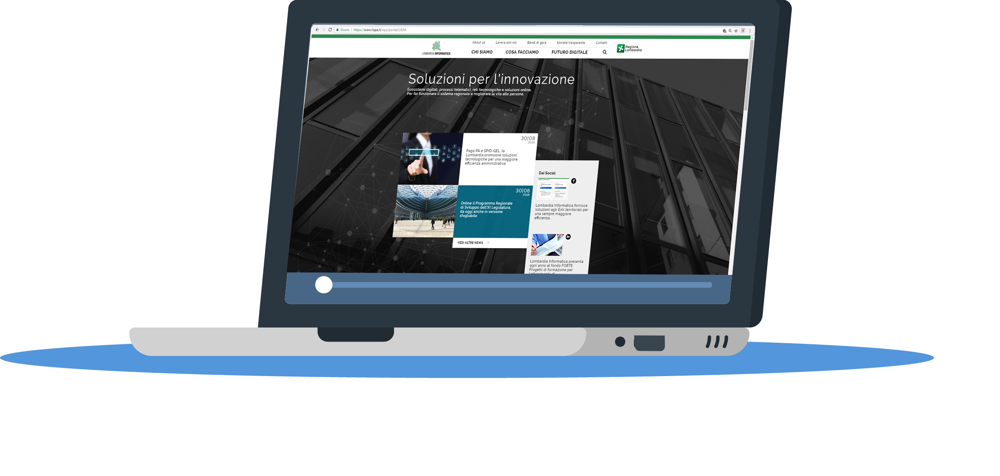 Sicuro https://www.lispa.it/wps/portal/LISPA
About us Lavora con noi Bandi di gara Società trasparente Contatti
LOMBARDIA INFORMATICA
CHI SIAMO COSA FACCIAMO FUTURO DIGITALE
Regione
Lombardia
Soluzioni per l'innovazione
Ecosistemi digitali, processi telematici, reti tecnologiche e soluzioni online.
Per far funzionare il sistema regionale e migliorare la vita alle persone.
30|08
2018
Pago PA e SPID-GEL, la
Lombardia promuove soluzioni
tecnologiche per una maggiore
efficienza amministrativa
30|08
2018
Online il Programma Regionale
di Sviluppo dell'XI Legislatura,
da oggi anche in versione
sfogliabile
VEDI ALTRE NEWS
Dai Social
f
Lombardia Informatica fornisce
soluzioni agli Enti territoriali per
una sempre maggiore
efficienza...
in
Lombardia Informatica presenta
ogni anno al fondo FORTE
Progetti di formazione per
l'ottenimento di